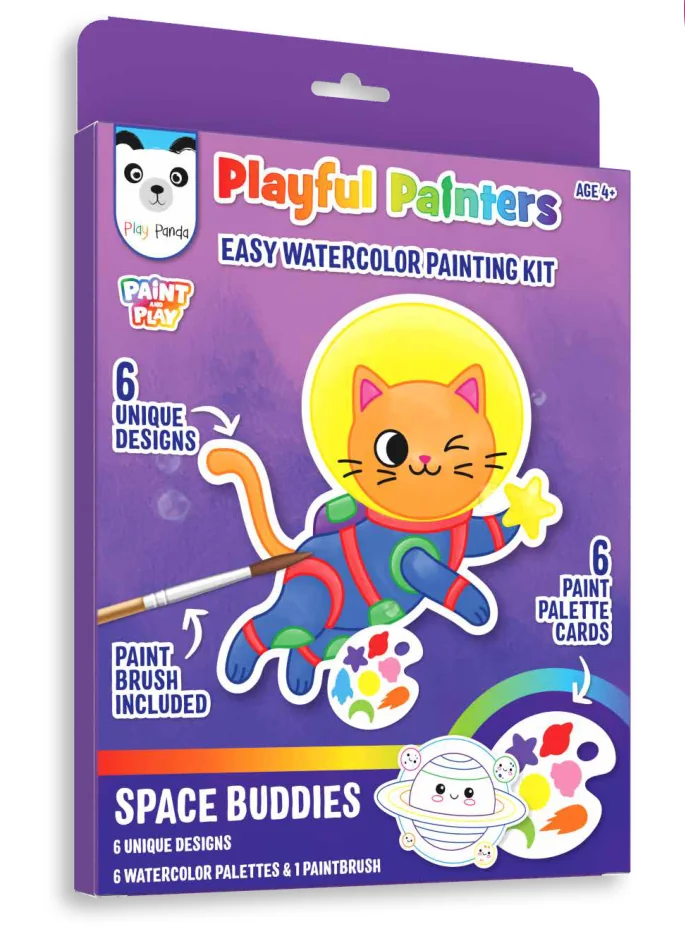 Play Panda
Playful Painters
AGE 4+
EASY WATERCOLOR PAINTING KIT
PAINT
AND
PLAY
6
UNIQUE
DESIGNS
6
PAINT
PALETTE
CARDS
PAINT
BRUSH
INCLUDED
SPACE BUDDIES
6 UNIQUE DESIGNS
6 WATERCOLOR PALETTES & 1 PAINTBRUSH